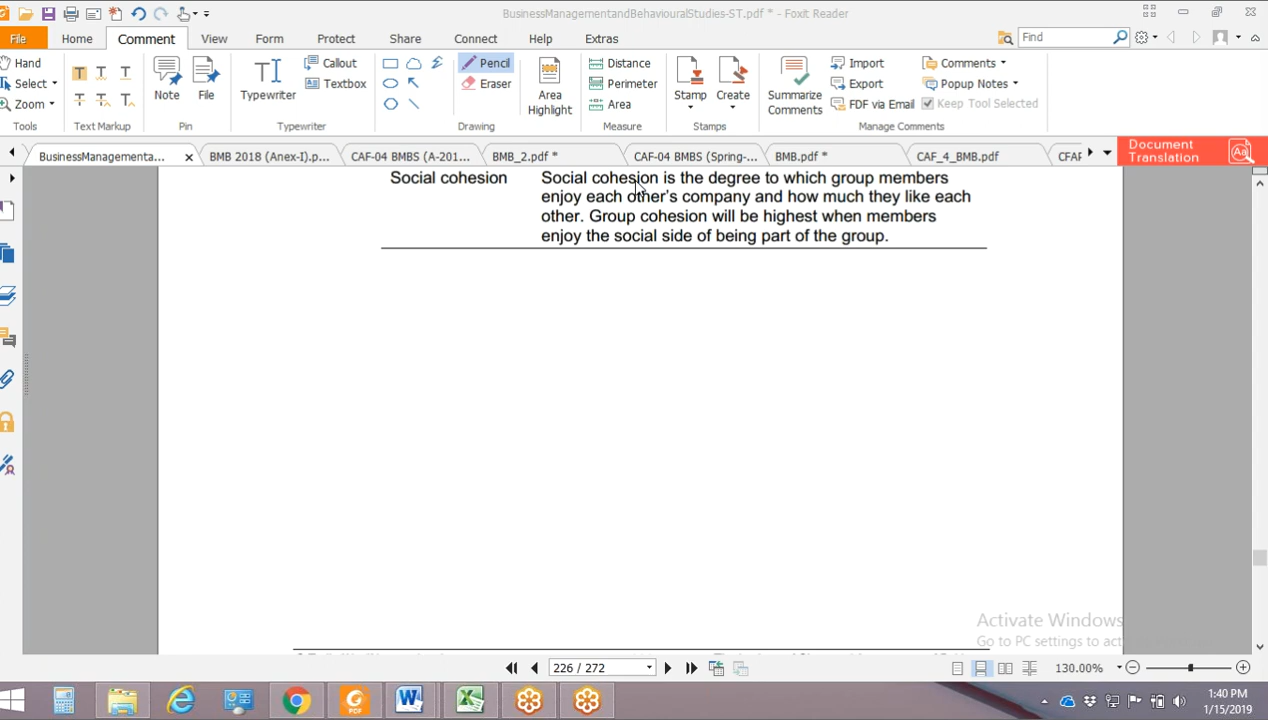 BusinessManagementandBehaviouralStudies-ST.pdf * - Foxit Reader
File Home Comment View Form Protect Share Connect Help Extras Find
Hand
Select
Zoom
Tools
Text Markup
Note
File
Pin
Typewriter
Callout
Textbox
Typewriter
Pencil
Eraser
Drawing
Area
Highlight
Distance
Perimeter
Area
Measure
Stamp
Create
Stamps
Summarize
Comments
Import
Export
FDF via Email
Comments
Popup Notes
Keep Tool Selected
Manage Comments
BusinessManagementa... BMB 2018 (Anex-I).p... CAF-04 BMBS (A-201... BMB_2.pdf * CAF-04 BMBS (Spring-... BMB.pdf * CAF_4_BMB.pdf CFAP
Document
Translation
Social cohesion Social cohesion is the degree to which group members
enjoy each other's company and how much they like each
other. Group cohesion will be highest when members
enjoy the social side of being part of the group.
Activate Windows
Go to PC settings to act
226 / 272
130.00%
1:40 PM
1/15/2019